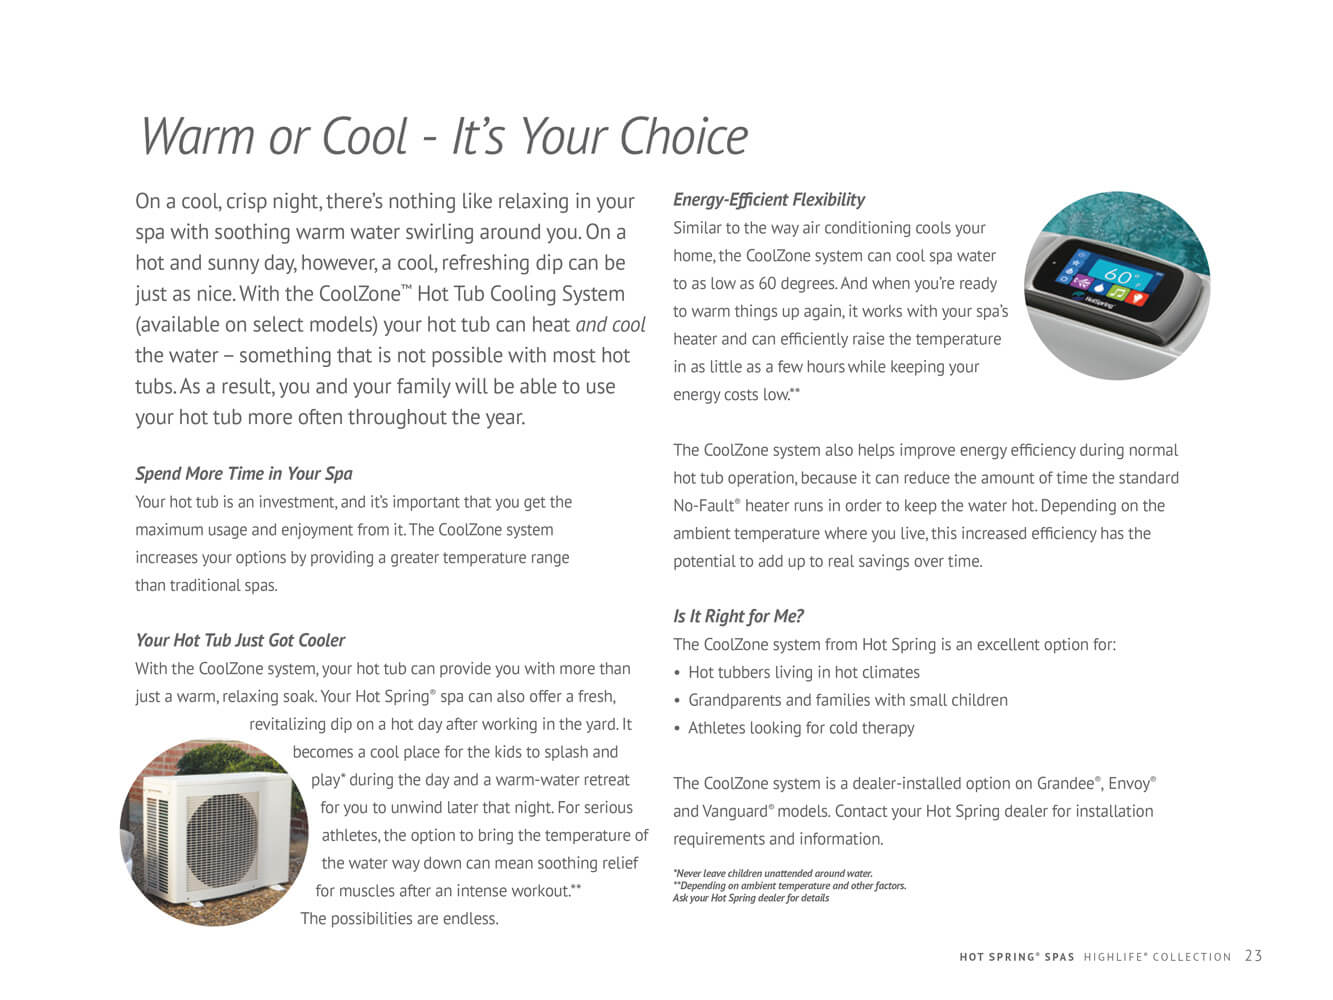 Warm or Cool - It's Your Choice
On a cool, crisp night, there's nothing like relaxing in your
spa with soothing warm water swirling around you. On a
hot and sunny day, however, a cool, refreshing dip can be
just as nice. With the CoolZone™ Hot Tub Cooling System
(available on select models) your hot tub can heat and cool
the water – something that is not possible with most hot
tubs. As a result, you and your family will be able to use
your hot tub more often throughout the year.
Spend More Time in Your Spa
Your hot tub is an investment, and it's important that you get the
maximum usage and enjoyment from it. The CoolZone system
increases your options by providing a greater temperature range
than traditional spas.
Your Hot Tub Just Got Cooler
With the CoolZone system, your hot tub can provide you with more than
just a warm, relaxing soak. Your Hot Spring® spa can also offer a fresh,
revitalizing dip on a hot day after working in the yard. It
becomes a cool place for the kids to splash and
play* during the day and a warm-water retreat
for you to unwind later that night. For serious
athletes, the option to bring the temperature of
the water way down can mean soothing relief
for muscles after an intense workout.**
The possibilities are endless.
Energy-Efficient Flexibility
Similar to the way air conditioning cools your
home, the CoolZone system can cool spa water
to as low as 60 degrees. And when you're ready
to warm things up again, it works with your spa's
heater and can efficiently raise the temperature
in as little as a few hours while keeping your
energy costs low.**
60°
HotSpring
The CoolZone system also helps improve energy efficiency during normal
hot tub operation, because it can reduce the amount of time the standard
No-Fault® heater runs in order to keep the water hot. Depending on the
ambient temperature where you live, this increased efficiency has the
potential to add up to real savings over time.
Is It Right for Me?
The CoolZone system from Hot Spring is an excellent option for:
• Hot tubbers living in hot climates
• Grandparents and families with small children
• Athletes looking for cold therapy
The CoolZone system is a dealer-installed option on Grandee®, Envoy®
and Vanguard® models. Contact your Hot Spring dealer for installation
requirements and information.
*Never leave children unattended around water.
**Depending on ambient temperature and other factors.
Ask your Hot Spring dealer for details
HOT SPRING® SPAS HIGHLIFE® COLLECTION 23